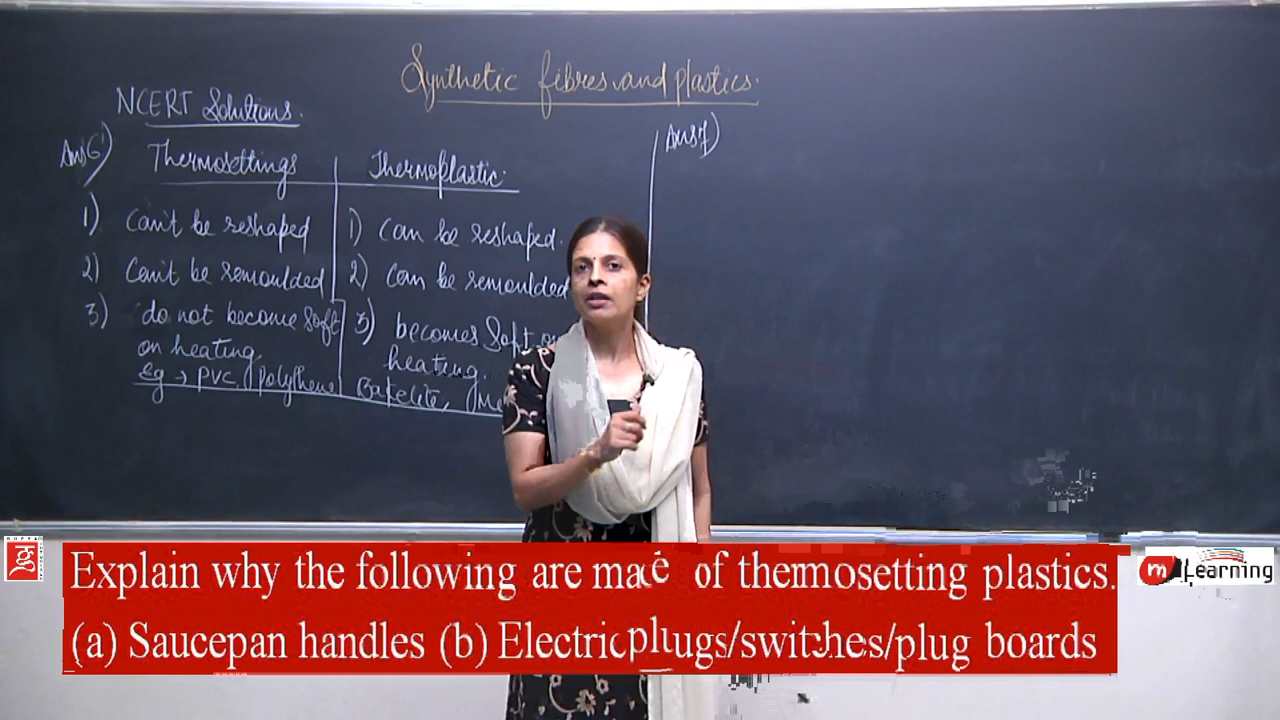 Synthetic fibres and plastics.
NCERT Solutions.
Ans 6)
Thermosettings
Thermoplastic.
1) Can't be reshaped
2) Can't be remoulded
3) do not become soft
on heating.
Eg → PVC, polythene
1) can be reshaped.
2) can be remoulded
3) becomes soft on
heating.
Bakelite,
Ans 7)
Explain why the following are made of themosetting plastics.
(a) Saucepan handles (b) Electric plugs/switches/plug boards
m Learning